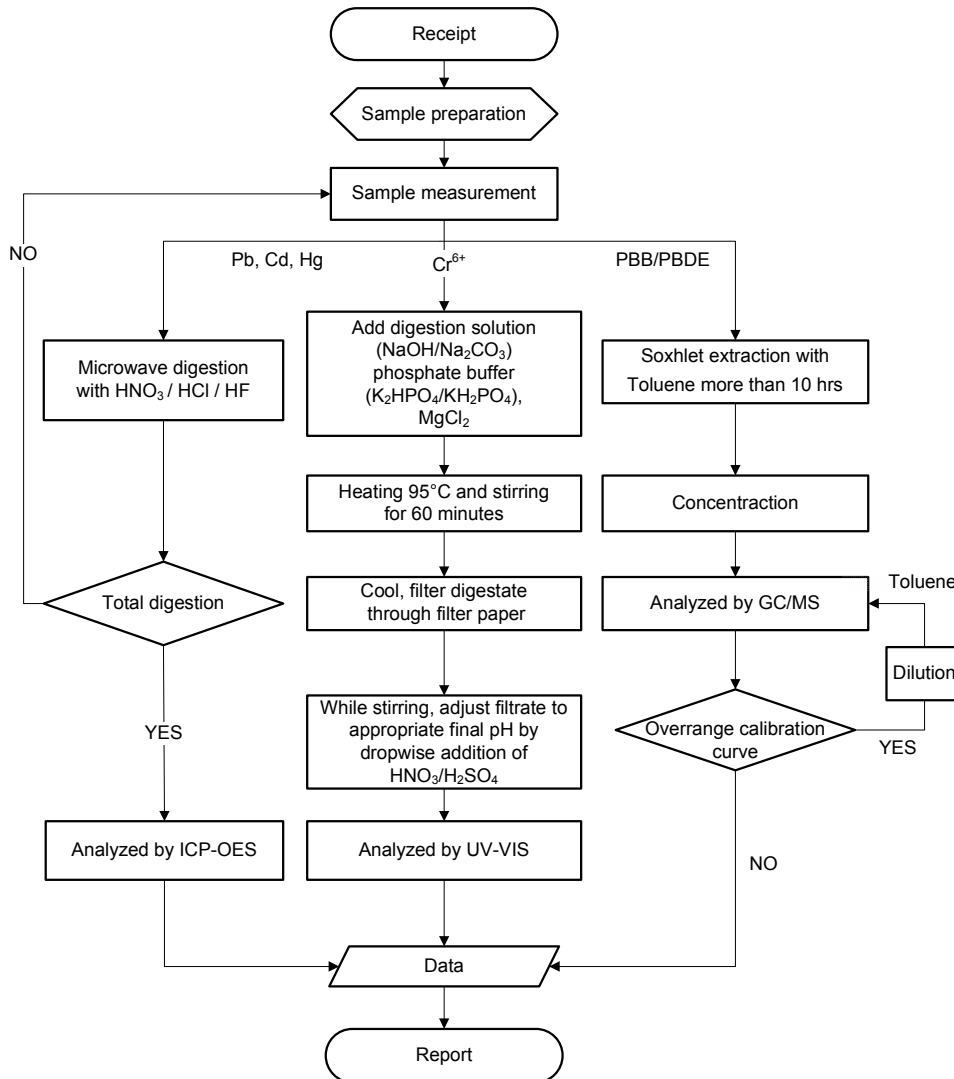 Receipt
Sample preparation
Sample measurement
NO
Pb, Cd, Hg
Cr⁶⁺
PBB/PBDE
Microwave digestion
with HNO₃ / HCl / HF
Add digestion solution
(NaOH/Na₂CO₃)
phosphate buffer
(K₂HPO₄/KH₂PO₄),
MgCl₂
Soxhlet extraction with
Toluene more than 10 hrs
Heating 95°C and stirring
for 60 minutes
Concentraction
Total digestion
Cool, filter digestate
through filter paper
Analyzed by GC/MS
Toluene
Dilution
YES
While stirring, adjust filtrate to
appropriate final pH by
dropwise addition of
HNO₃/H₂SO₄
Overrange calibration
curve
YES
Analyzed by ICP-OES
Analyzed by UV-VIS
NO
Data
Report